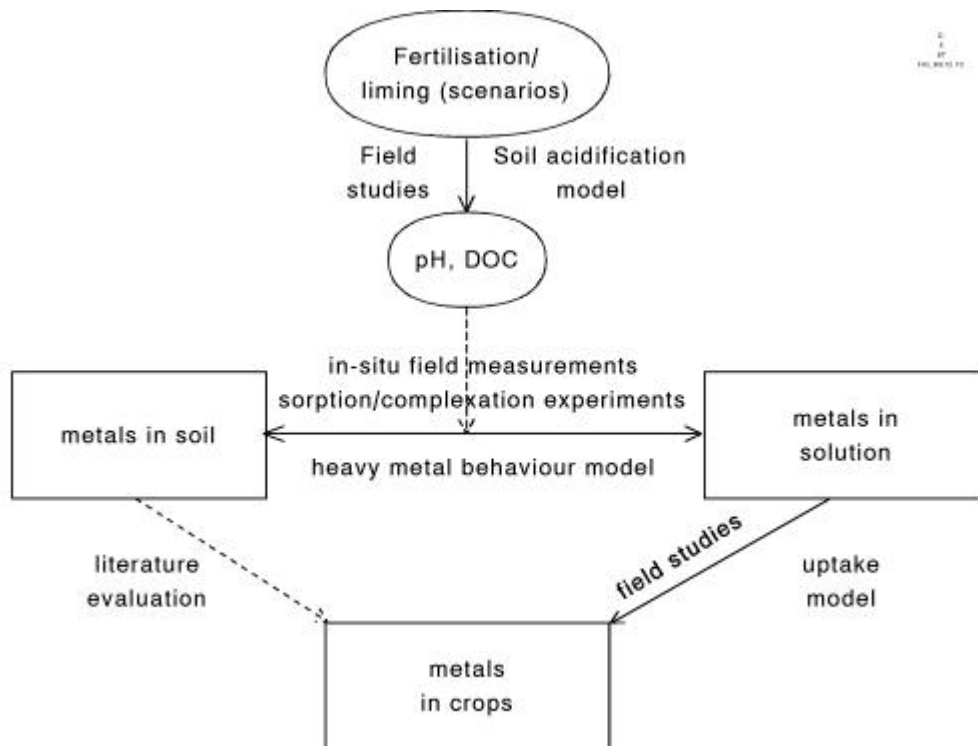 Fertilisation/
liming (scenarios)
Field
studies
Soil acidification
model
pH, DOC
in-situ field measurements
sorption/complexation experiments
metals in soil
metals in
solution
heavy metal behaviour model
literature
evaluation
field studies
uptake
model
metals
in crops